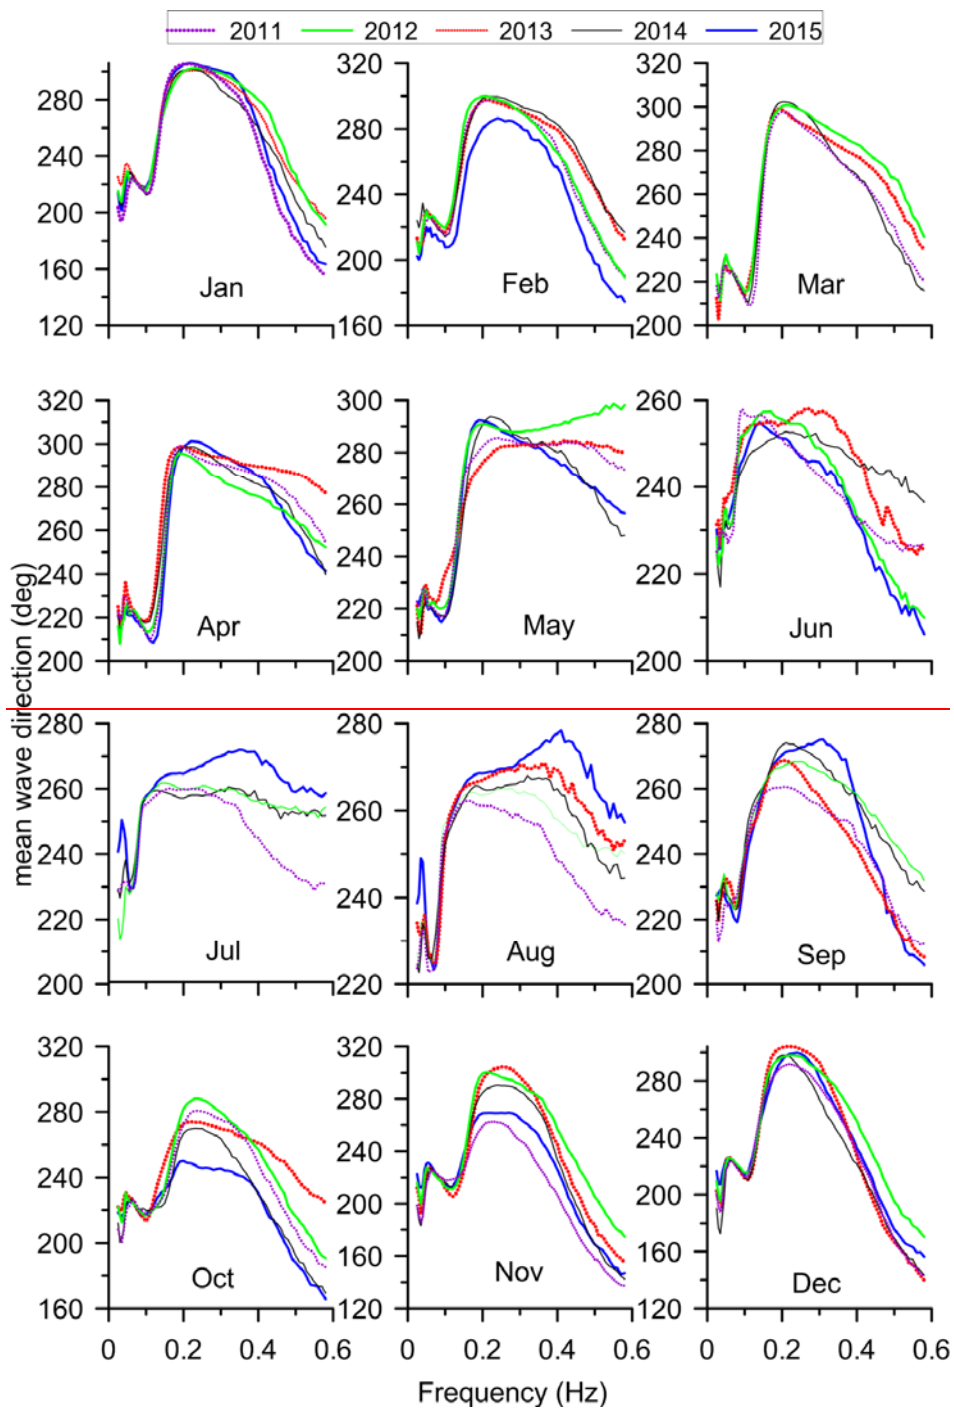 2011 2012 2013 2014 2015
280 240 200 160 120 Jan
320 280 240 200 160 Feb
320 300 280 260 240 220 200 Mar
320 300 280 260 240 220 200 Apr
300 280 260 240 220 200 May
260 240 220 200 Jun
mean wave direction (deg)
280 260 240 220 200 Jul
280 260 240 220 Aug
280 260 240 220 200 Sep
320 280 240 200 160 Oct
320 280 240 200 160 120 Nov
280 240 200 160 120 Dec
0 0.2 0.4 0.6 0 0.2 0.4 0.6 0 0.2 0.4 0.6
Frequency (Hz)